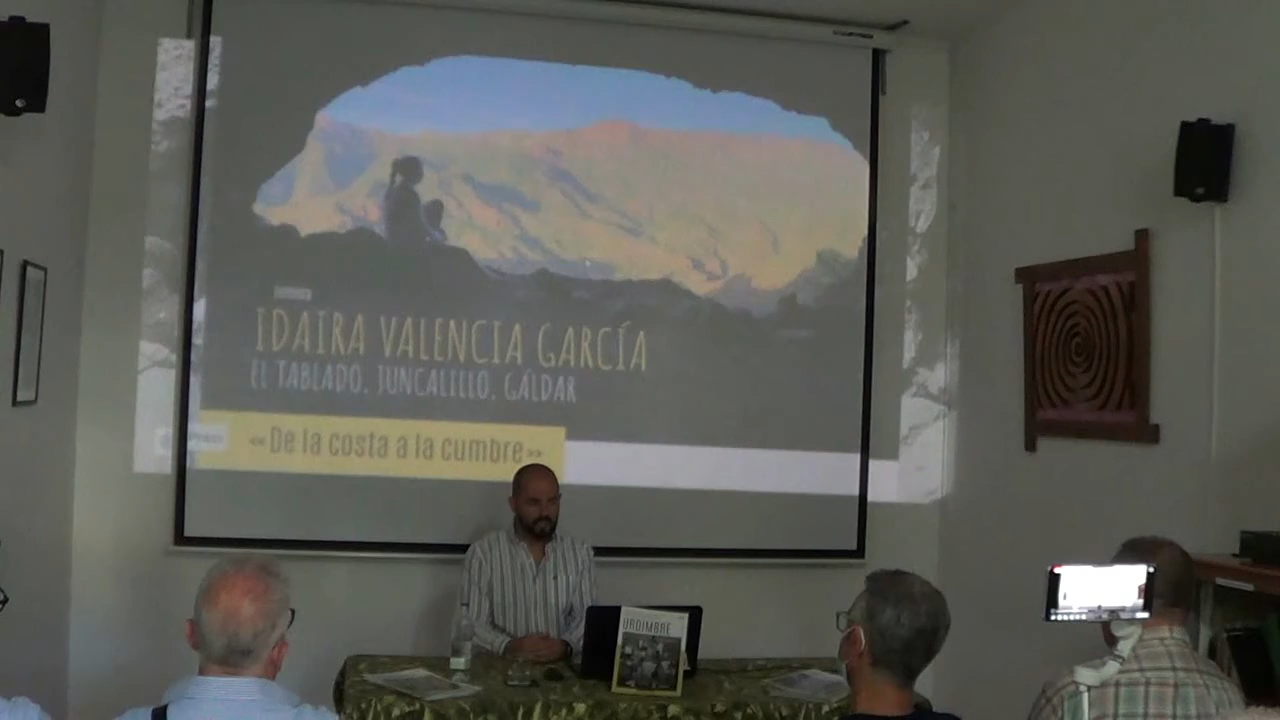 IDAIRA VALENCIA GARCÍA
EL TABLADO, JUNCALILLO, GÁLDAR
«De la costa a la cumbre»
URDIMBRE